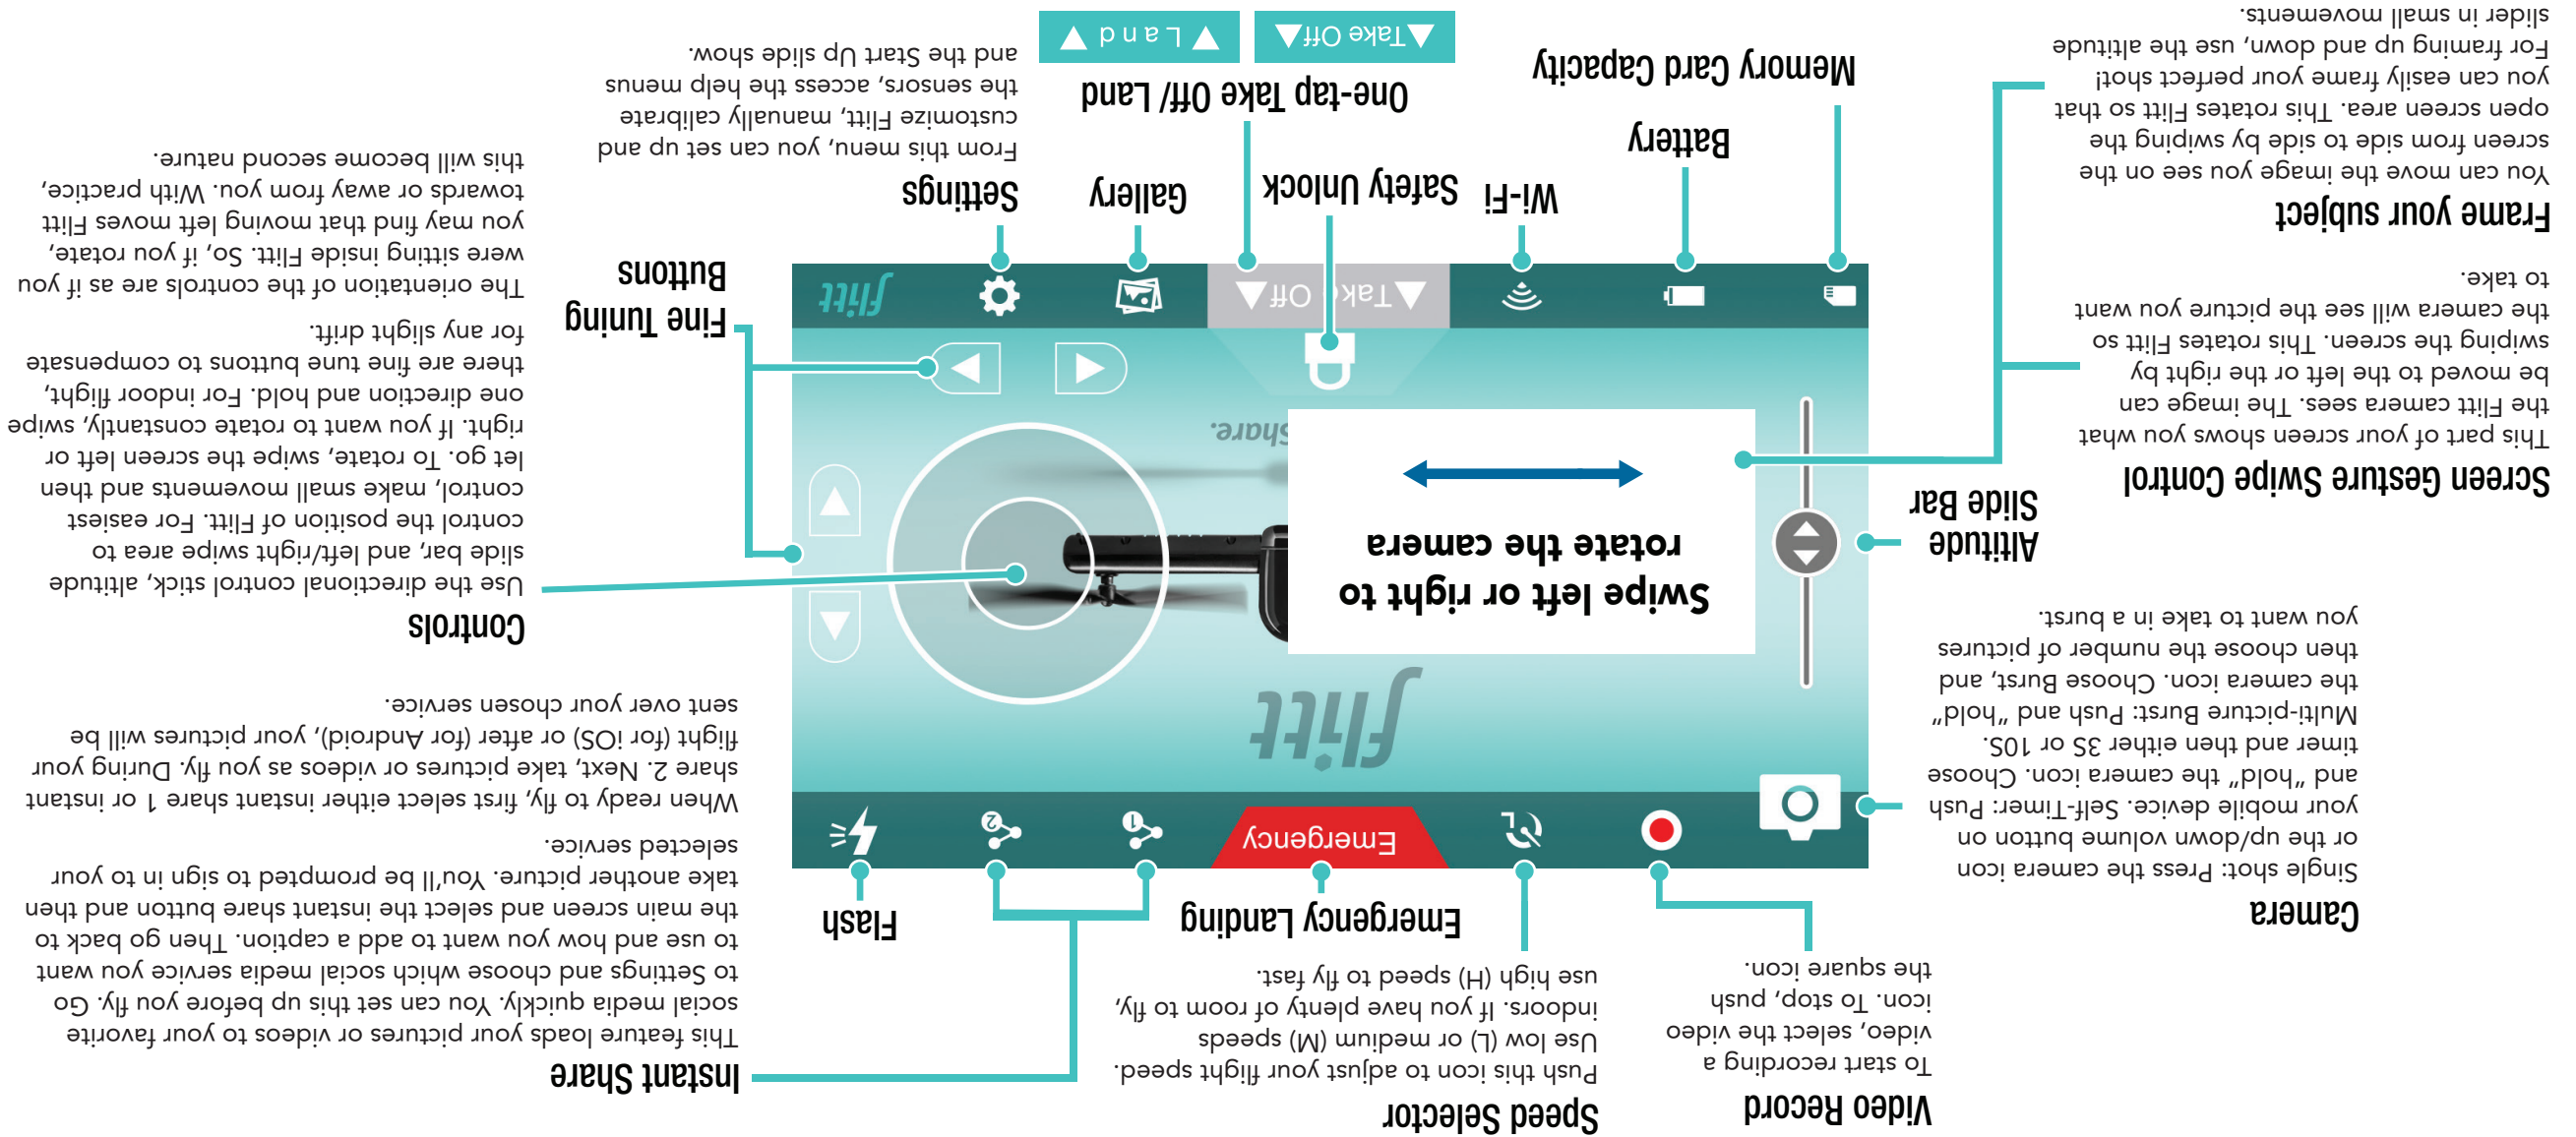 Video Record
To start recording a
video, select the video
icon. To stop, push
the square icon.
Speed Selector
Push this icon to adjust your flight speed.
Use low (L) or medium (M) speeds
indoors. If you have plenty of room to fly,
use high (H) speed to fly fast.
Instant Share
This feature loads your pictures or videos to your favorite
social media quickly. You can set this up before you fly. Go
to Settings and choose which social media service you want
to use and how you want to add a caption. Then go back to
the main screen and select the instant share button and then
take another picture. You'll be prompted to sign in to your
selected service.
When ready to fly, first select either instant share 1 or instant
share 2. Next, take pictures or videos as you fly. During your
flight (for iOS) or after (for Android), your pictures will be
sent over your chosen service.
Camera
Single shot: Press the camera icon
or the up/down volume button on
your mobile device. Self-Timer: Push
and "hold" the camera icon. Choose
timer and then either 3S or 10S.
Multi-picture Burst: Push and "hold"
the camera icon. Choose Burst, and
then choose the number of pictures
you want to take in a burst.
Emergency Landing
Flash
L
Emergency
1
2
flitt
Swipe left or right to
rotate the camera
Share.
Altitude
Slide Bar
Controls
Use the directional control stick, altitude
slide bar, and left/right swipe area to
control the position of Flitt. For easiest
control, make small movements and then
let go. To rotate, swipe the screen left or
right. If you want to rotate constantly, swipe
one direction and hold. For indoor flight,
there are fine tune buttons to compensate
for any slight drift.
The orientation of the controls are as if you
were sitting inside Flitt. So, if you rotate,
you may find that moving left moves Flitt
towards or away from you. With practice,
this will become second nature.
Screen Gesture Swipe Control
This part of your screen shows you what
the Flitt camera sees. The image can
be moved to the left or the right by
swiping the screen. This rotates Flitt so
the camera will see the picture you want
to take.
Frame your subject
You can move the image you see on the
screen from side to side by swiping the
open screen area. This rotates Flitt so that
you can easily frame your perfect shot!
For framing up and down, use the altitude
slider in small movements.
Take Off
flitt
Fine Tuning
Buttons
Memory Card Capacity
Battery
Wi-Fi
Safety Unlock
One-tap Take Off/ Land
Take Off
Land
Gallery
Settings
From this menu, you can set up and
customize Flitt, manually calibrate
the sensors, access the help menus
and the Start Up slide show.